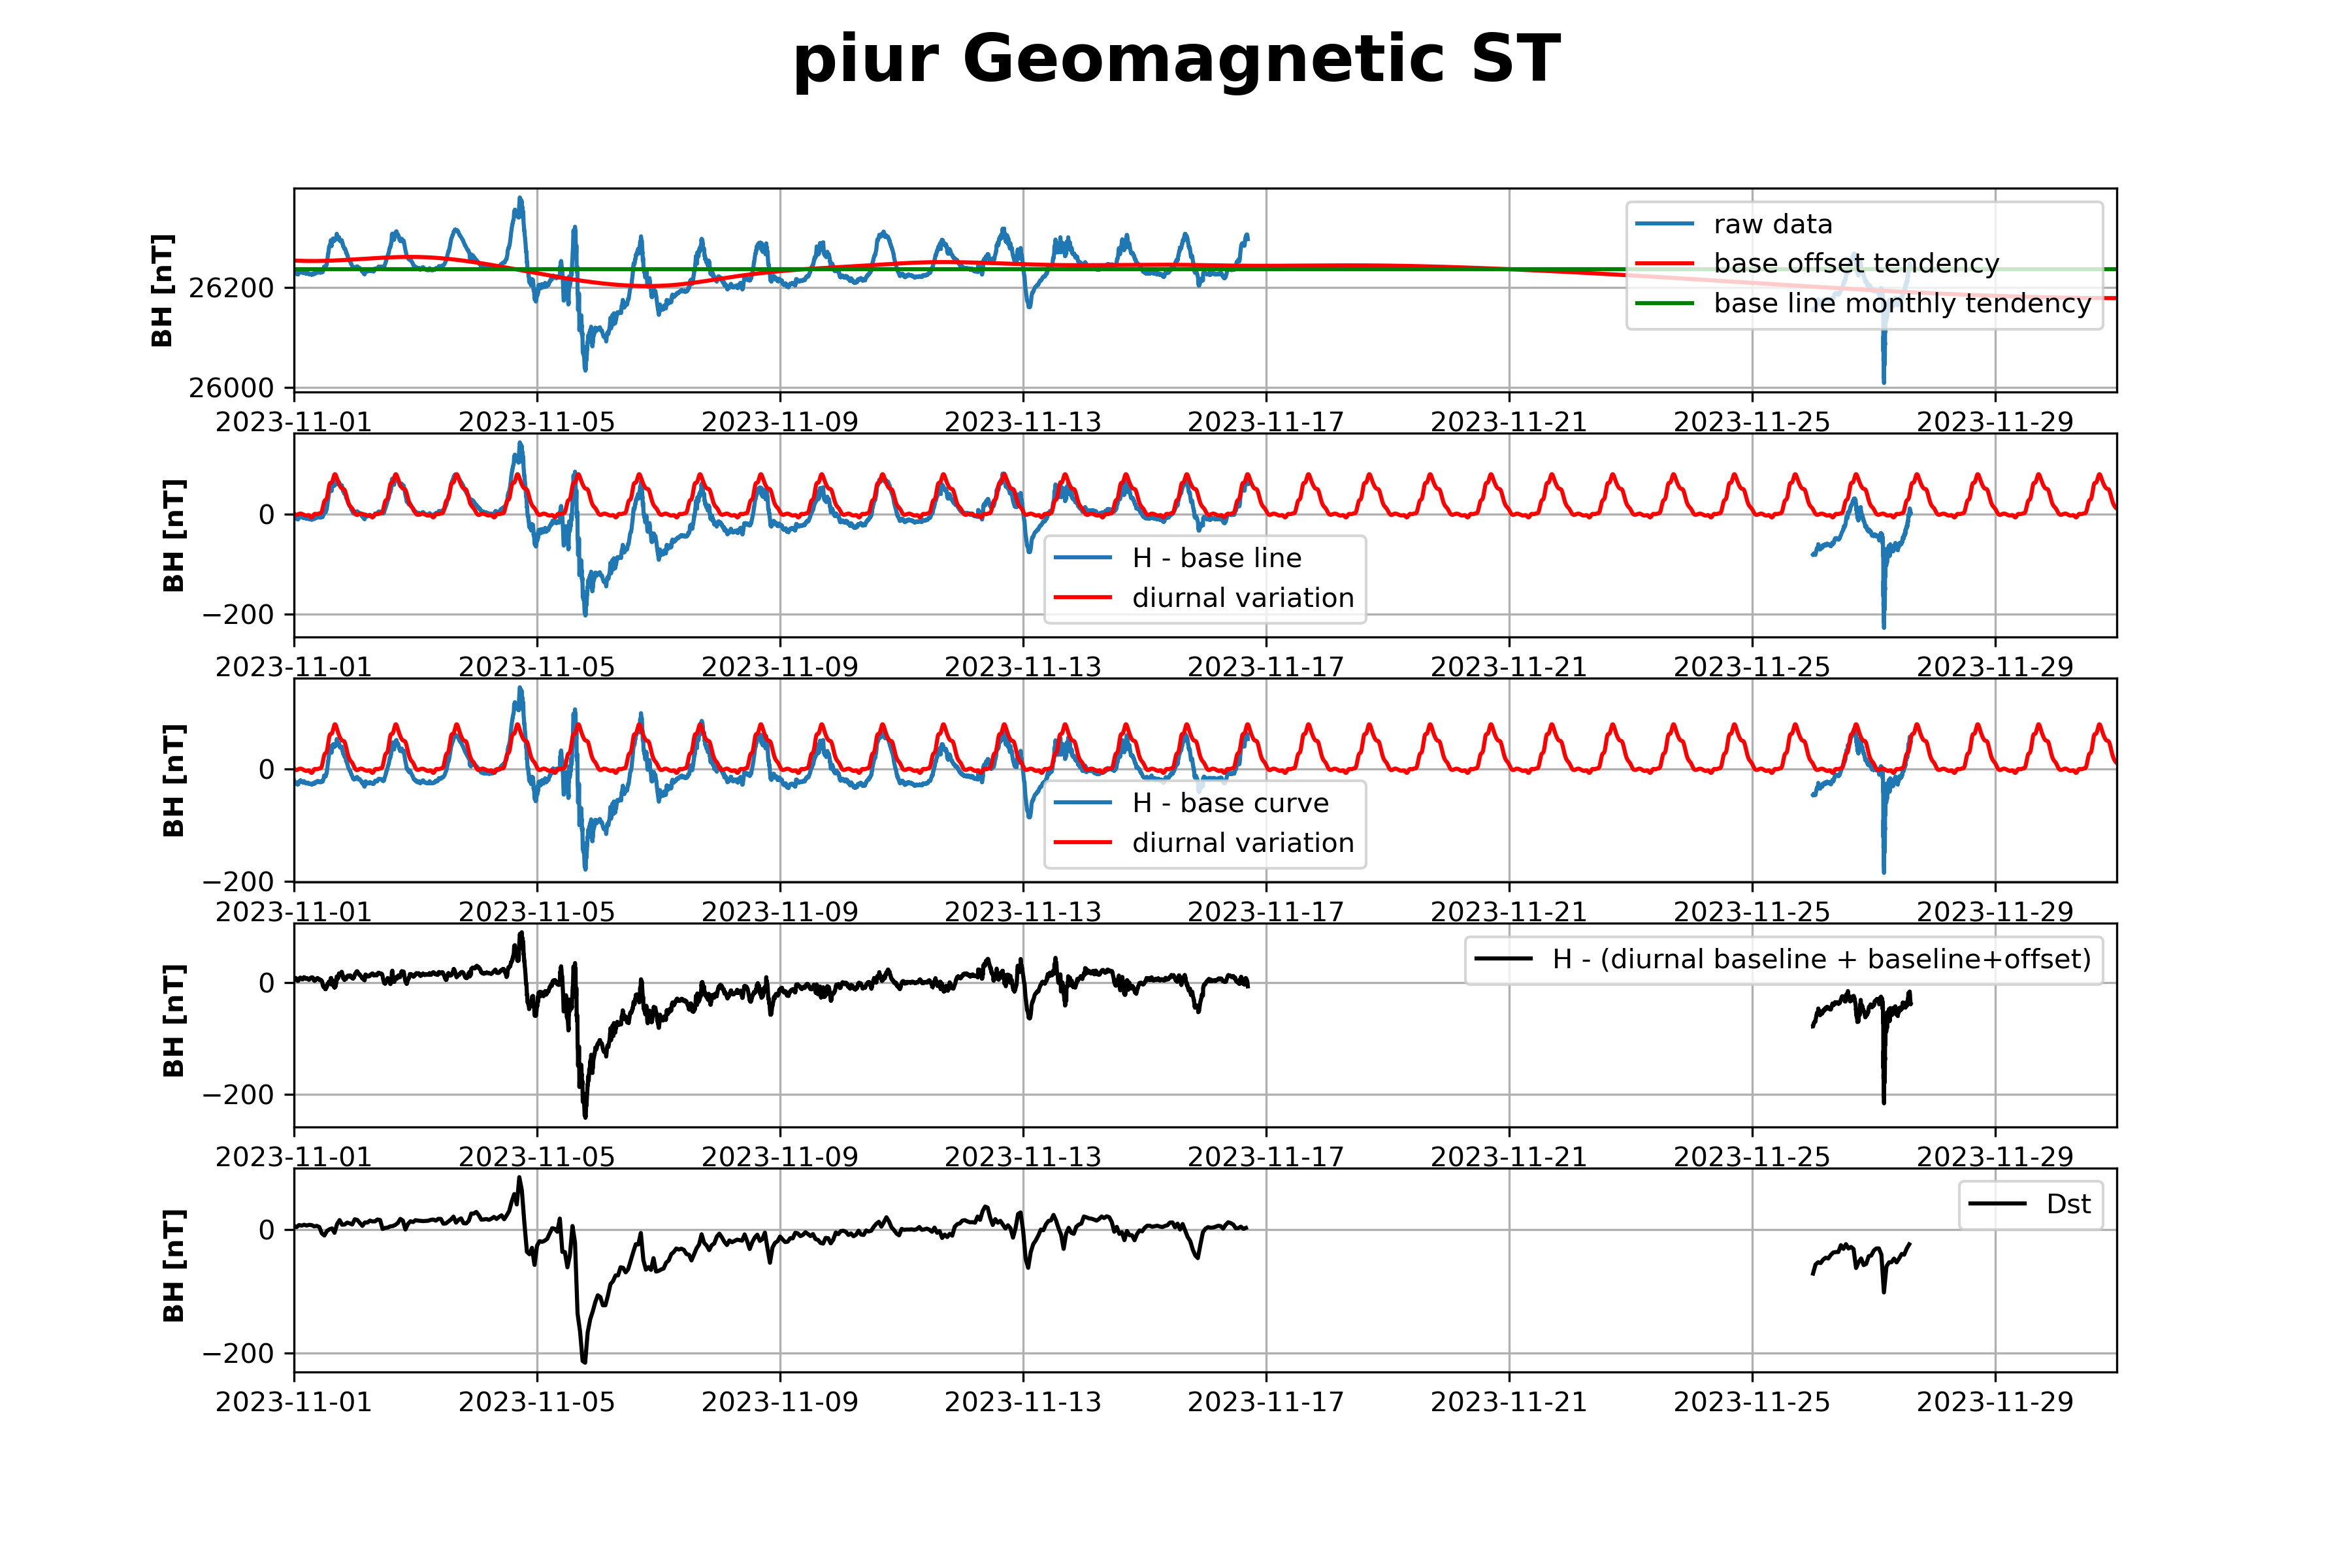 piur Geomagnetic ST
BH [nT]
26200
26000
raw data
base offset tendency
base line monthly tendency
2023-11-01 2023-11-05 2023-11-09 2023-11-13 2023-11-17 2023-11-21 2023-11-25 2023-11-29
BH [nT]
0
−200
H - base line
diurnal variation
2023-11-01 2023-11-05 2023-11-09 2023-11-13 2023-11-17 2023-11-21 2023-11-25 2023-11-29
BH [nT]
0
−200
H - base curve
diurnal variation
2023-11-01 2023-11-05 2023-11-09 2023-11-13 2023-11-17 2023-11-21 2023-11-25 2023-11-29
BH [nT]
0
−200
H - (diurnal baseline + baseline+offset)
2023-11-01 2023-11-05 2023-11-09 2023-11-13 2023-11-17 2023-11-21 2023-11-25 2023-11-29
BH [nT]
0
−200
Dst
2023-11-01 2023-11-05 2023-11-09 2023-11-13 2023-11-17 2023-11-21 2023-11-25 2023-11-29